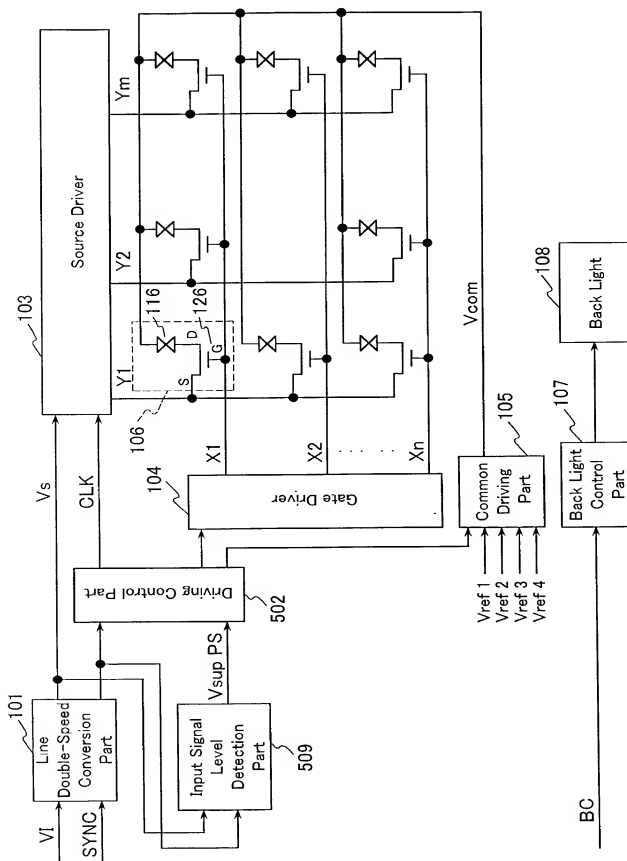 VI
SYNC
101
Line
Double-Speed
Conversion
Part
Vs
CLK
103
Source Driver
Input Signal
Level
Detection
Part
509
Vsup PS
Driving Control Part
502
104
Gate Driver
Y1
Y2
Ym
106
116
126
S
D
G
X1
X2
Xn
Vcom
105
Common
Driving
Part
Vref 1
Vref 2
Vref 3
Vref 4
BC
107
Back Light
Control
Part
108
Back Light